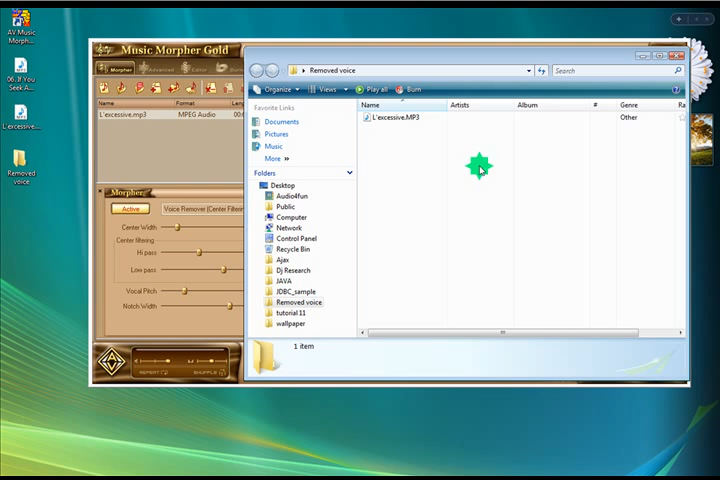 AV Music
Morph...
06. If You
Seek A...
L'excessive....
Removed
voice
Music Morpher Gold
Morpher
Advanced
Editor
Name
Format
L'excessive.mp3
MPEG Audio
Morpher
Active
Voice Remover (Center Filterin
Center Width
Center filtering
Hi pass
Low pass
Vocal Pitch
Notch Width
REPEAT
SHUFFLE
Removed voice
Search
Organize
Views
Play all
Burn
Favorite Links
Documents
Pictures
Music
More »
Folders
Desktop
Audio4fun
Public
Computer
Network
Control Panel
Recycle Bin
Ajax
Dj Research
JAVA
JDBC_sample
Removed voice
tutorial 11
wallpaper
Name
Artists
Album
#
Genre
Ra
L'excessive.MP3
Other
1 item